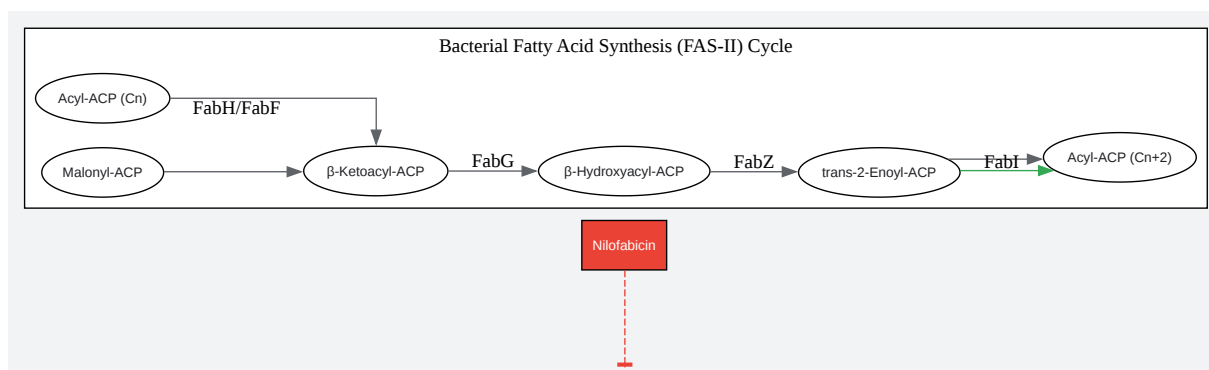 Bacterial Fatty Acid Synthesis (FAS-II) Cycle
Acyl-ACP (Cn)
FabH/FabF
Malonyl-ACP
β-Ketoacyl-ACP
FabG
β-Hydroxyacyl-ACP
FabZ
trans-2-Enoyl-ACP
FabI
Acyl-ACP (Cn+2)
Nilofabicin